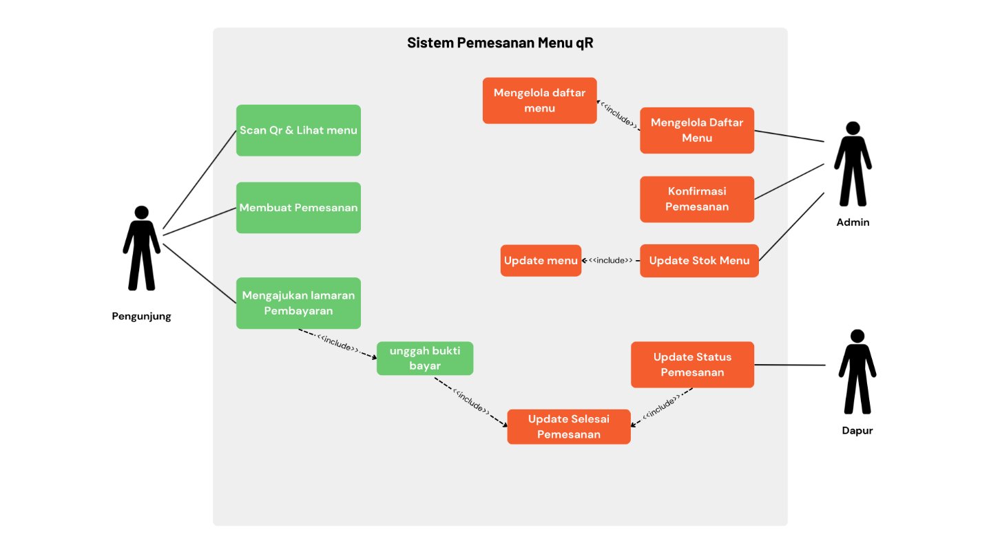 Sistem Pemesanan Menu qR
Mengelola daftar
menu
<<include>>
Mengelola Daftar
Menu
Scan Qr & Lihat menu
Konfirmasi
Pemesanan
Membuat Pemesanan
Admin
Update menu
<<include>>
Update Stok Menu
Mengajukan lamaran
Pembayaran
Pengunjung
<<include>>
unggah bukti
bayar
Update Status
Pemesanan
<<include>>
<<include>>
Update Selesai
Pemesanan
Dapur